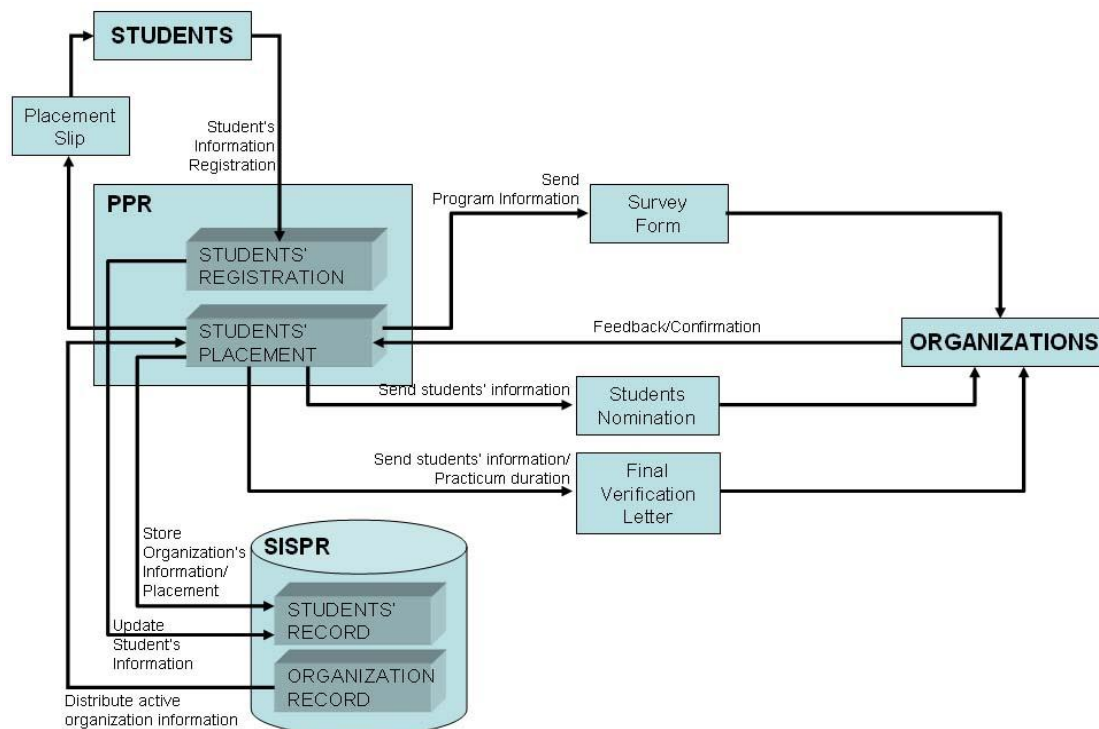 STUDENTS
Placement
Slip
Student's
Information
Registration
PPR
STUDENTS'
REGISTRATION
STUDENTS'
PLACEMENT
Send
Program Information
Survey
Form
Feedback/Confirmation
ORGANIZATIONS
Send students' information
Students
Nomination
Send students' information/
Practicum duration
Final
Verification
Letter
Store
Organization's
Information/
Placement
Update
Student's
Information
SISPR
STUDENTS'
RECORD
ORGANIZATION
RECORD
Distribute active
organization information